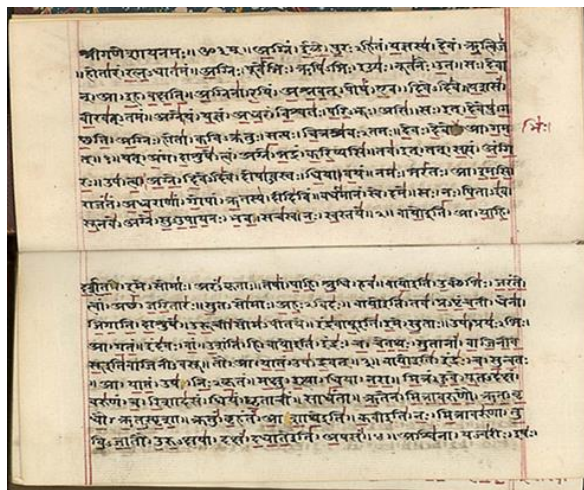 श्रीगणेशायनमः॥ॐ३म्॥अग्निं।ईळे।पुरःऽहितं।यज्ञस्य।देवं।ऋत्विजं
॥होतारं।रत्नऽधातमं॥अग्निः।पूर्वेभिः।ऋषिऽभिः।ईड्यः।नूतनैः।उत॥सः।देवा
न्।आ।इह।वक्षति॥अग्निना।रयिं।अश्नवत्।पोषं।एव।दिवेऽदिवे॥यशसं
वीरवत्ऽतमं॥अग्ने।यं।यज्ञं।अध्वरं।विश्वतः।परिऽभूः।असि॥सः।इत्।देवेषु।ग
च्छति॥अग्निः।होता।कविऽक्रतुः।सत्यः।चित्रश्रवःऽतमः॥देवः।देवेभिः।आ।गम
त्॥१॥यत्।अंग।दाशुषे।त्वं।अग्ने।भद्रं।करिष्यसि॥तव।इत्।तत्।सत्यं।अंगि
रः॥उप।त्वा।अग्ने।दिवेऽदिवे।दोषाऽवस्तः।धिया।वयं॥नमः।भरंतः।आ।इमसि
राजंतं।अध्वराणां।गोपां।ऋतस्य।दीदिविं॥वर्धमानं।स्वे।दमे॥सः।नः।पिताऽइव
सूनवे।अग्ने।सुऽउपायनः।भव॥सचस्व।नः।स्वस्तये॥२॥वायोइति।आ।याहि।
दर्शत।इमे।सोमाः।अरंऽकृताः॥तेषां।पाहि।श्रुधि।हवं॥वायोइति।उक्थेभिः।जरंते
त्वां।अच्छ।जरितारः॥सुतऽसोमाः।अहःऽविदः॥वायोइति।तव।प्रऽपृंचती।धेना
जिगाति।दाशुषे॥उरूची।सोमऽपीतये॥इंद्रवायूइति।इमे।सुताः॥उप।प्रयःऽभिः।
आ।गतं॥इंदवः।वां।उशंति।हि॥वायोइति।इंद्रः।च।चेतथः।सुतानां।वाजिनीव
सूइतिवाजिनीऽवसू॥तौ।आ।यातं।उप।द्रवत्॥३॥वायोइति।इंद्रः।च।सुन्वतः
॥आ।यातं।उप।निःऽकृतं॥मक्षु।इत्था।धिया।नरा॥मित्रं।हुवे।पूतऽदक्षं
वरुणं।च।रिशादसं॥धियं।घृताचीं।साधंता॥ऋतेन।मित्रावरुणौ।ऋतऽवृ
धौ।ऋतऽस्पृशा॥क्रतुं।बृहंतं।आशाथेइति॥कवीइति।नः।मित्रावरुणा।तु
विऽजातौ।उरुऽक्षया॥दक्षं।दधातेइति।अपसं॥४॥अश्विना।यज्वरीः।इषः।